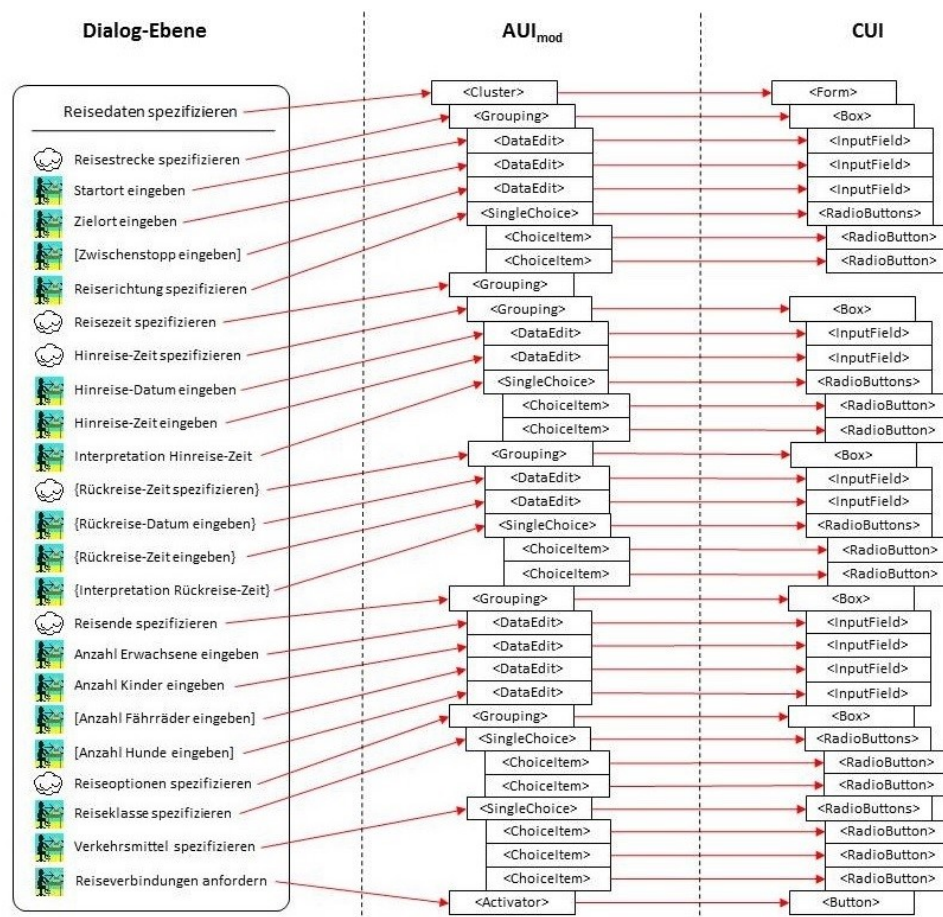 Dialog-Ebene
AUImod
CUI
Reisedaten spezifizieren
Reisestrecke spezifizieren
Startort eingeben
Zielort eingeben
[Zwischenstopp eingeben]
Reiserichtung spezifizieren
Reisezeit spezifizieren
Hinreise-Zeit spezifizieren
Hinreise-Datum eingeben
Hinreise-Zeit eingeben
Interpretation Hinreise-Zeit
{Rückreise-Zeit spezifizieren}
{Rückreise-Datum eingeben}
{Rückreise-Zeit eingeben}
{Interpretation Rückreise-Zeit}
Reisende spezifizieren
Anzahl Erwachsene eingeben
Anzahl Kinder eingeben
[Anzahl Fährräder eingeben]
[Anzahl Hunde eingeben]
Reiseoptionen spezifizieren
Reiseklasse spezifizieren
Verkehrsmittel spezifizieren
Reiseverbindungen anfordern
<Cluster>
<Grouping>
<DataEdit>
<DataEdit>
<DataEdit>
<SingleChoice>
<ChoiceItem>
<ChoiceItem>
<Grouping>
<Grouping>
<DataEdit>
<DataEdit>
<SingleChoice>
<ChoiceItem>
<ChoiceItem>
<Grouping>
<DataEdit>
<DataEdit>
<SingleChoice>
<ChoiceItem>
<ChoiceItem>
<Grouping>
<DataEdit>
<DataEdit>
<DataEdit>
<DataEdit>
<Grouping>
<SingleChoice>
<ChoiceItem>
<ChoiceItem>
<SingleChoice>
<ChoiceItem>
<ChoiceItem>
<ChoiceItem>
<Activator>
<Form>
<Box>
<InputField>
<InputField>
<InputField>
<RadioButtons>
<RadioButton>
<RadioButton>
<Box>
<InputField>
<InputField>
<RadioButtons>
<RadioButton>
<RadioButton>
<Box>
<InputField>
<InputField>
<RadioButtons>
<RadioButton>
<RadioButton>
<Box>
<InputField>
<InputField>
<InputField>
<InputField>
<Box>
<RadioButtons>
<RadioButton>
<RadioButton>
<RadioButtons>
<RadioButton>
<RadioButton>
<RadioButton>
<Button>